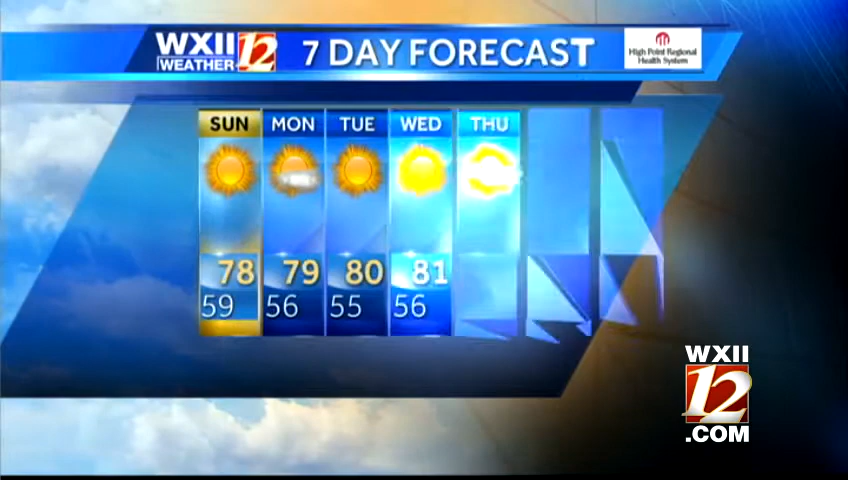 WXII 12
WEATHER
7 DAY FORECAST
High Point Regional
Health System
SUN MON TUE WED THU
78 79 80 81
59 56 55 56
WXII
12
.COM